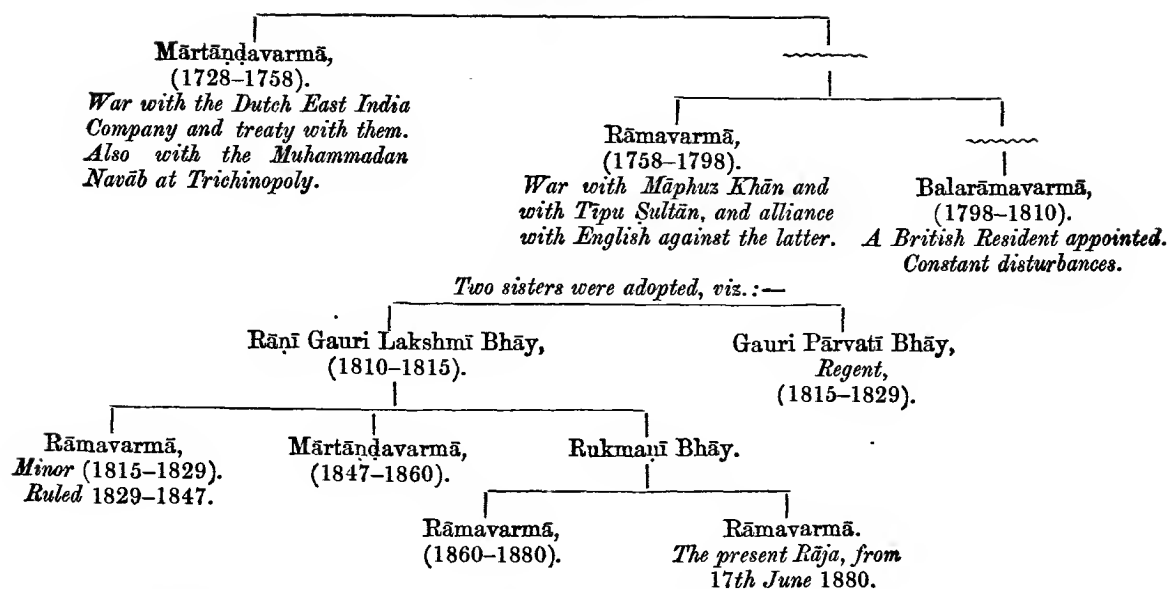 Mārtāṇḍavarmā,
(1728–1758).
War with the Dutch East India
Company and treaty with them.
Also with the Muhammadan
Navāb at Trichinopoly.
Rāmavarmā,
(1758–1798).
War with Māphuz Khān and
with Tīpu Ṣultān, and alliance
with English against the latter.
Balarāmavarmā,
(1798–1810).
A British Resident appointed.
Constant disturbances.
Two sisters were adopted, viz.:—
Rāṇī Gauri Lakshmī Bhāy,
(1810–1815).
Gauri Pārvatī Bhāy,
Regent,
(1815–1829).
Rāmavarmā,
Minor (1815–1829).
Ruled 1829–1847.
Mārtāṇḍavarmā,
(1847–1860).
Rukmaṇī Bhāy.
Rāmavarmā,
(1860–1880).
Rāmavarmā.
The present Rāja, from
17th June 1880.